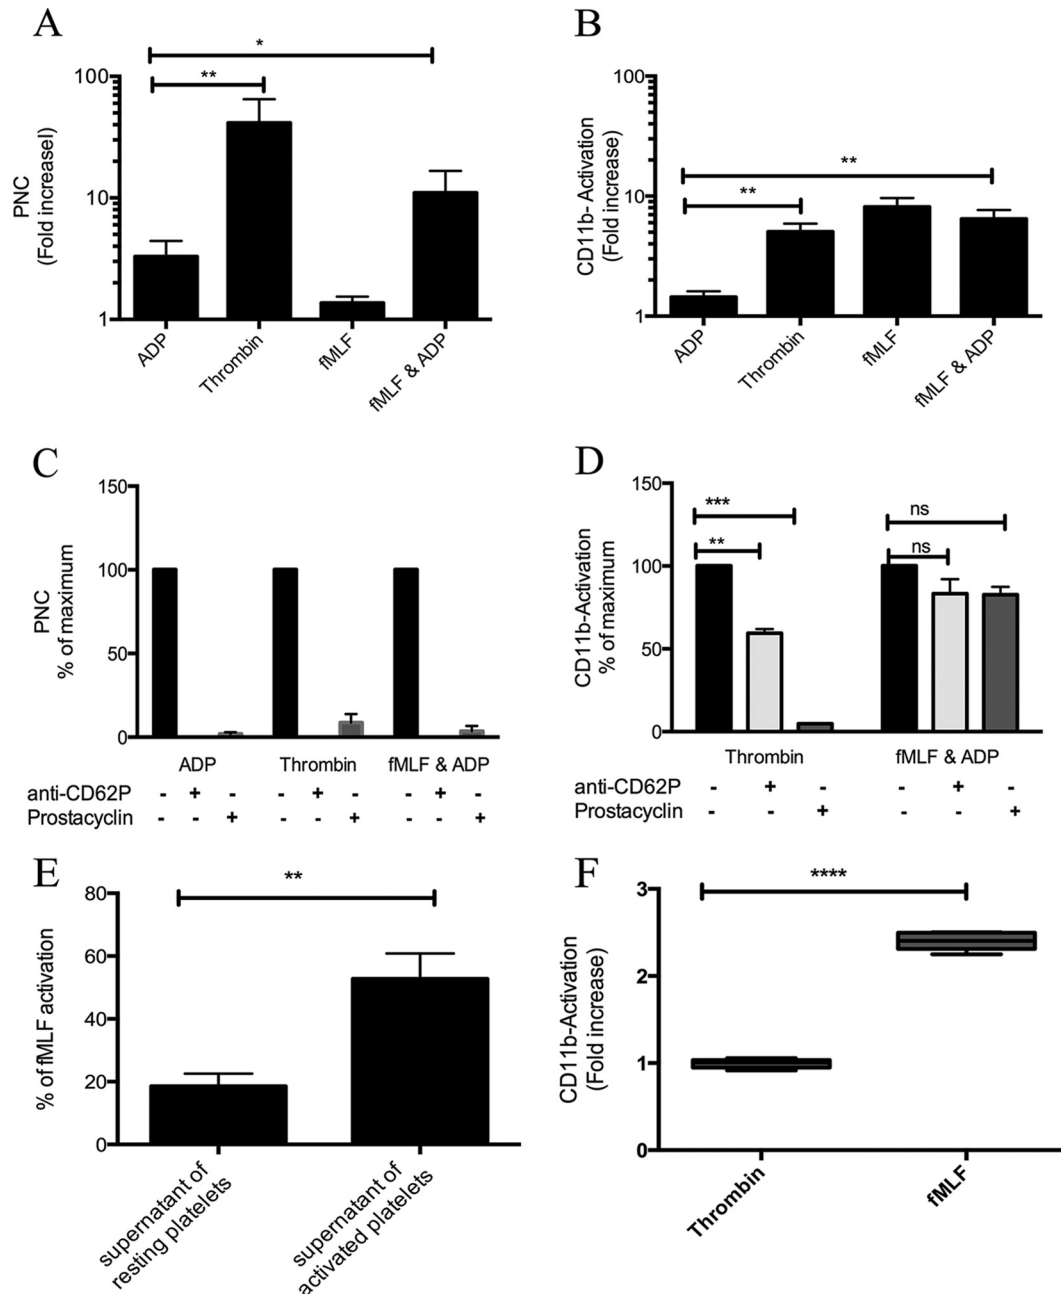 A
*
**
100
10
1
PNC
(Fold increasel)
ADP
Thrombin
fMLF
fMLF & ADP
B
**
**
100
10
1
CD11b- Activation
(Fold increase)
ADP
Thrombin
fMLF
fMLF & ADP
C
150
100
50
0
PNC
% of maximum
ADP Thrombin fMLF & ADP
anti-CD62P - + - + - +
Prostacyclin - - + - - + - - +
D
***
**
ns
ns
150
100
50
0
CD11b-Activation
% of maximum
Thrombin fMLF & ADP
anti-CD62P - + - +
Prostacyclin - - + - - +
E
**
80
60
40
20
0
% of fMLF activation
supernatant of
resting platelets
supernatant of
activated platelets
F
****
3
2
1
0
CD11b-Activation
(Fold increase)
Thrombin
fMLF